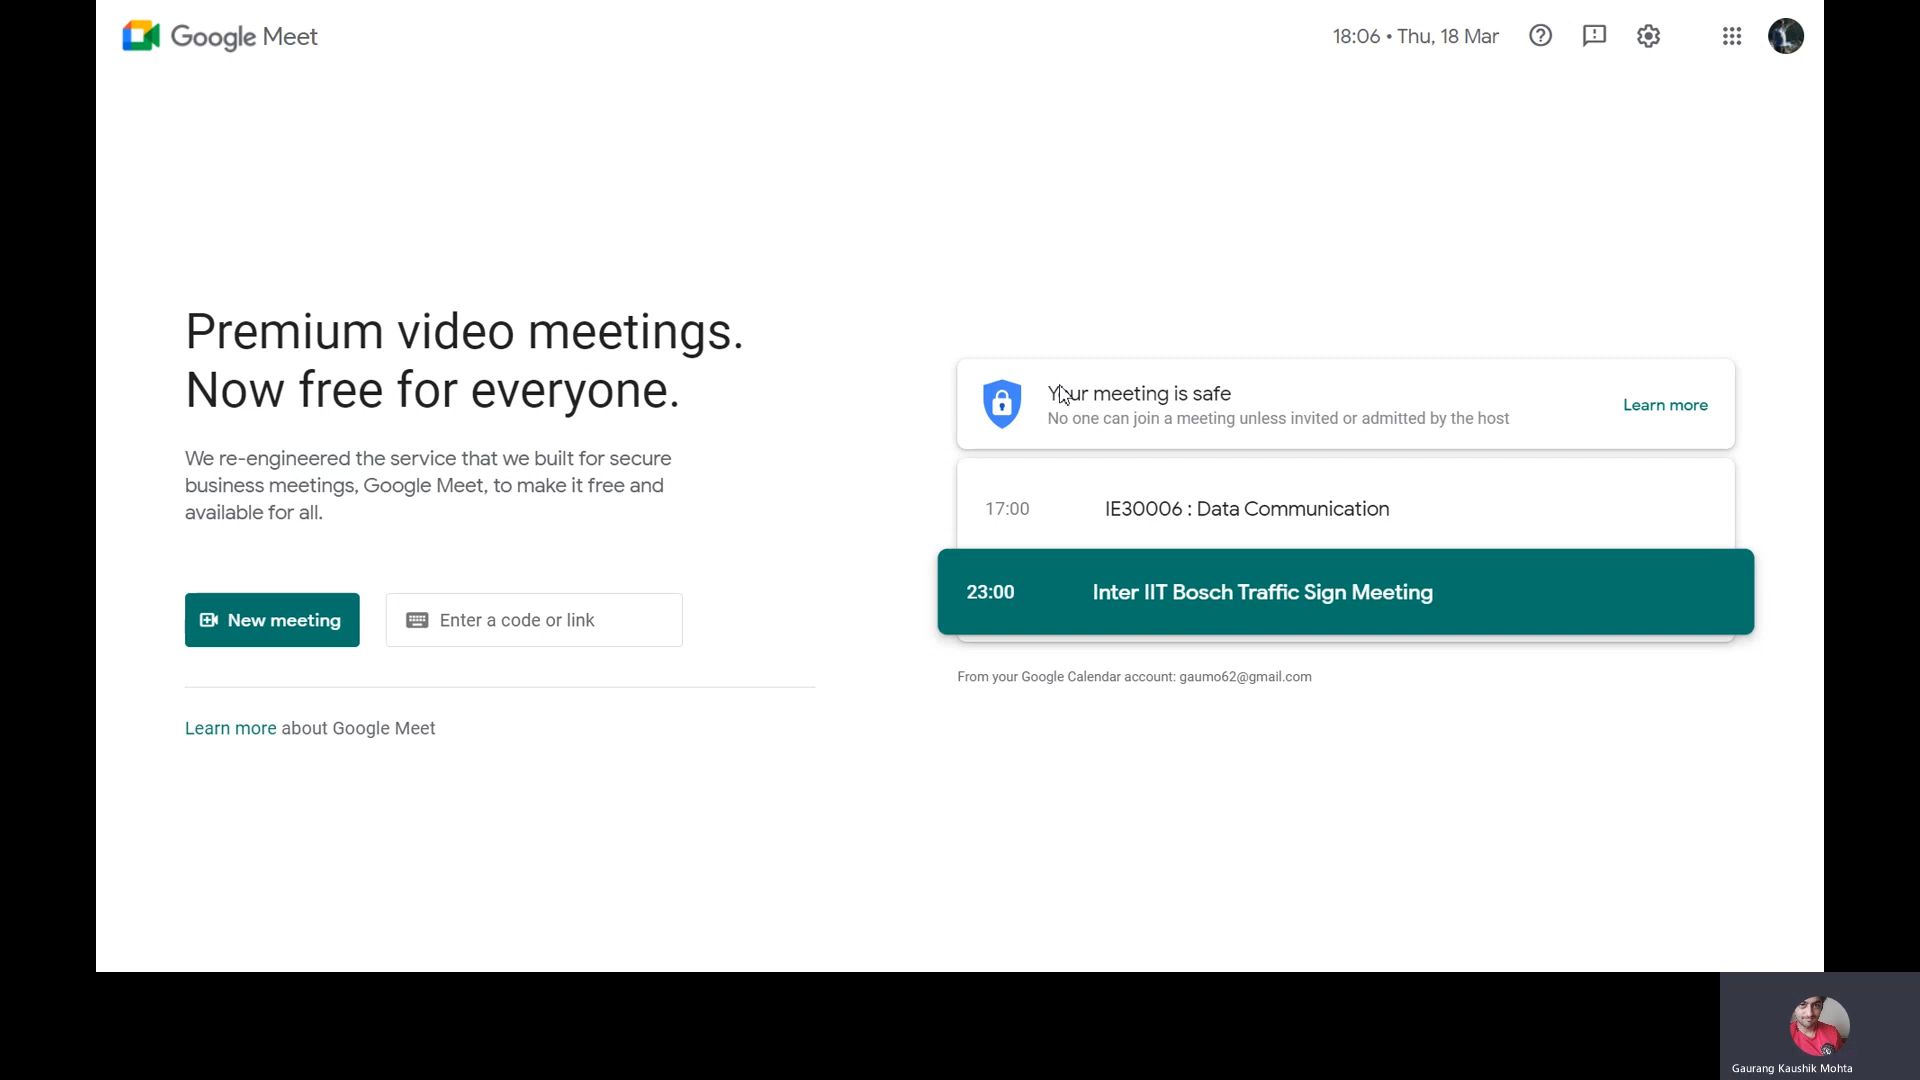 Google Meet
18:06 • Thu, 18 Mar
Premium video meetings.
Now free for everyone.
We re-engineered the service that we built for secure
business meetings, Google Meet, to make it free and
available for all.
New meeting
Enter a code or link
Learn more about Google Meet
Your meeting is safe
No one can join a meeting unless invited or admitted by the host
Learn more
17:00 IE30006 : Data Communication
23:00 Inter IIT Bosch Traffic Sign Meeting
From your Google Calendar account: gaumo62@gmail.com
Gaurang Kaushik Mohta